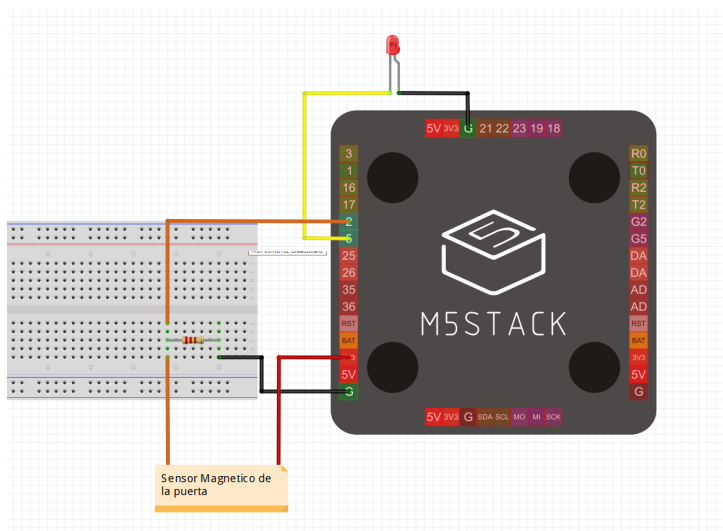 5V 3V3 G 21 22 23 19 18
3
1
16
17
2
5
25
26
35
36
RST
BAT
5V
G
R0
T0
R2
T2
G2
G5
DA
DA
AD
AD
RST
BAT
3V3
5V
G
M5STACK
5V 3V3 G SDA SCL MO MI SCK
Sensor Magnetico de
la puerta